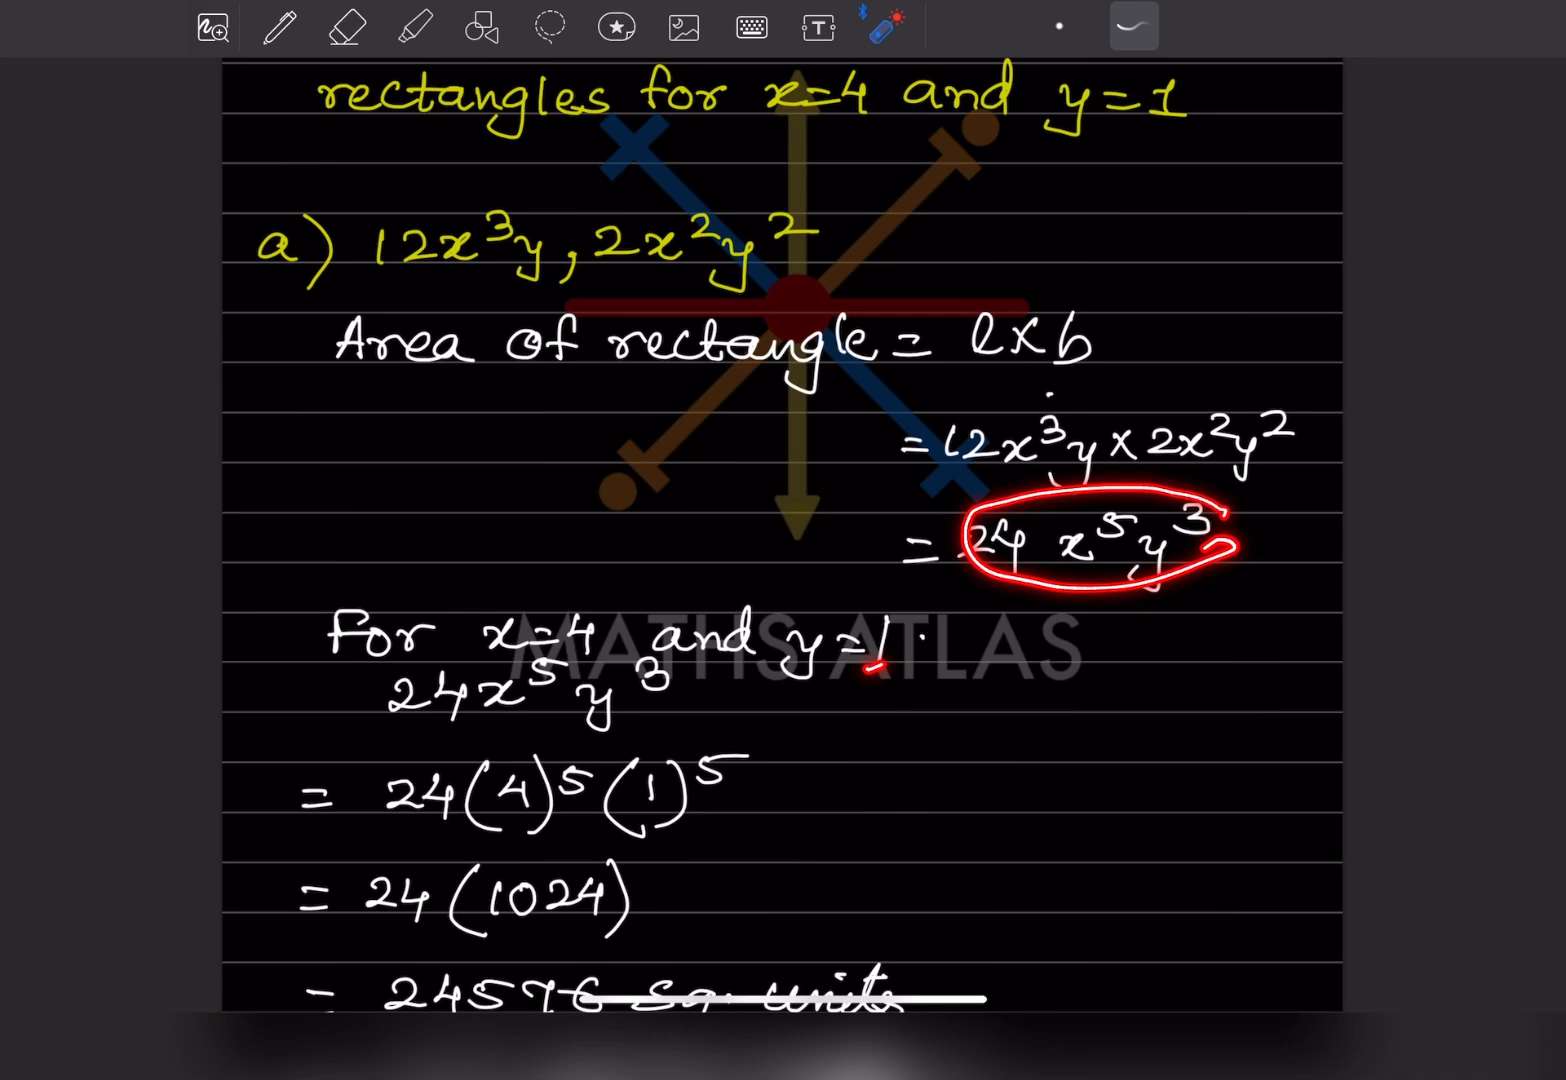 rectangles for x=4 and y=1
a) 12x³y, 2x²y²
Area of rectangle = l×b
= 12x³y × 2x²y²
= 24 x⁵y³
For x=4 and y=1.
MATHS ATLAS
24x⁵y³
= 24(4)⁵(1)⁵
= 24(1024)
= 24576 sq. units